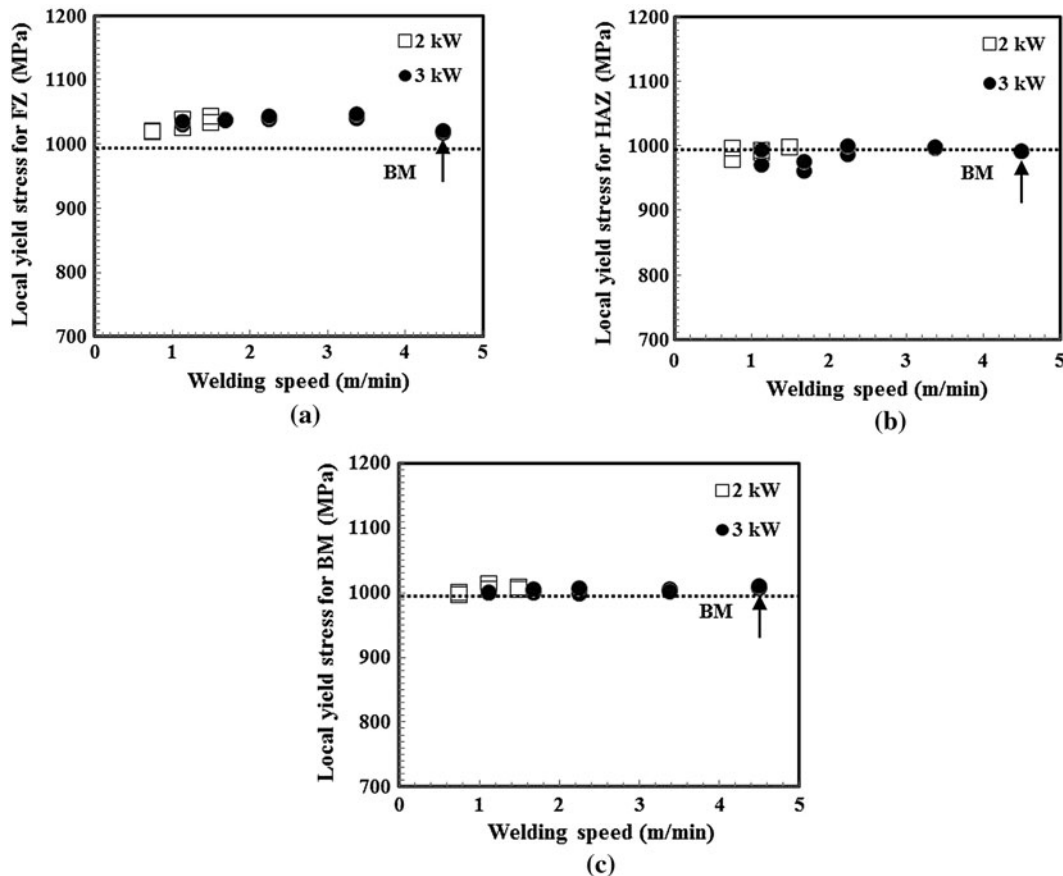 Local yield stress for FZ (MPa)
1200
1100
1000
900
800
700
2 kW
3 kW
BM
0 1 2 3 4 5
Welding speed (m/min)
(a)
Local yield stress for HAZ (MPa)
1200
1100
1000
900
800
700
2 kW
3 kW
BM
0 1 2 3 4 5
Welding speed (m/min)
(b)
Local yield stress for BM (MPa)
1200
1100
1000
900
800
700
2 kW
3 kW
BM
0 1 2 3 4 5
Welding speed (m/min)
(c)